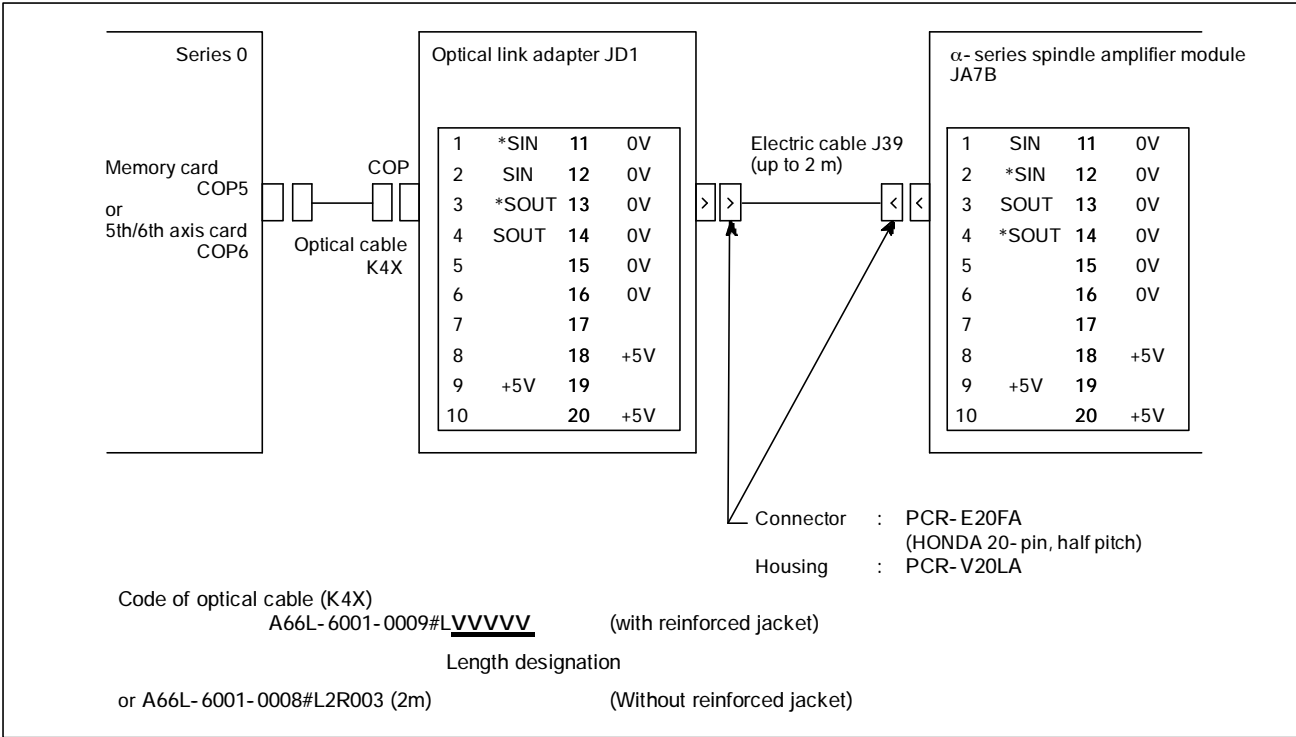 Series 0
Memory card
COP5
or
5th/6th axis card
COP6
COP
Optical cable
K4X
Optical link adapter JD1
1 *SIN 11 0V
2 SIN 12 0V
3 *SOUT 13 0V
4 SOUT 14 0V
5 15 0V
6 16 0V
7 17
8 18 +5V
9 +5V 19
10 20 +5V
Electric cable J39
(up to 2 m)
α- series spindle amplifier module
JA7B
1 SIN 11 0V
2 *SIN 12 0V
3 SOUT 13 0V
4 *SOUT 14 0V
5 15 0V
6 16 0V
7 17
8 18 +5V
9 +5V 19
10 20 +5V
Connector : PCR- E20FA
(HONDA 20- pin, half pitch)
Housing : PCR- V20LA
Code of optical cable (K4X)
A66L- 6001- 0009#LVVVVV (with reinforced jacket)
Length designation
or A66L- 6001- 0008#L2R003 (2m) (Without reinforced jacket)